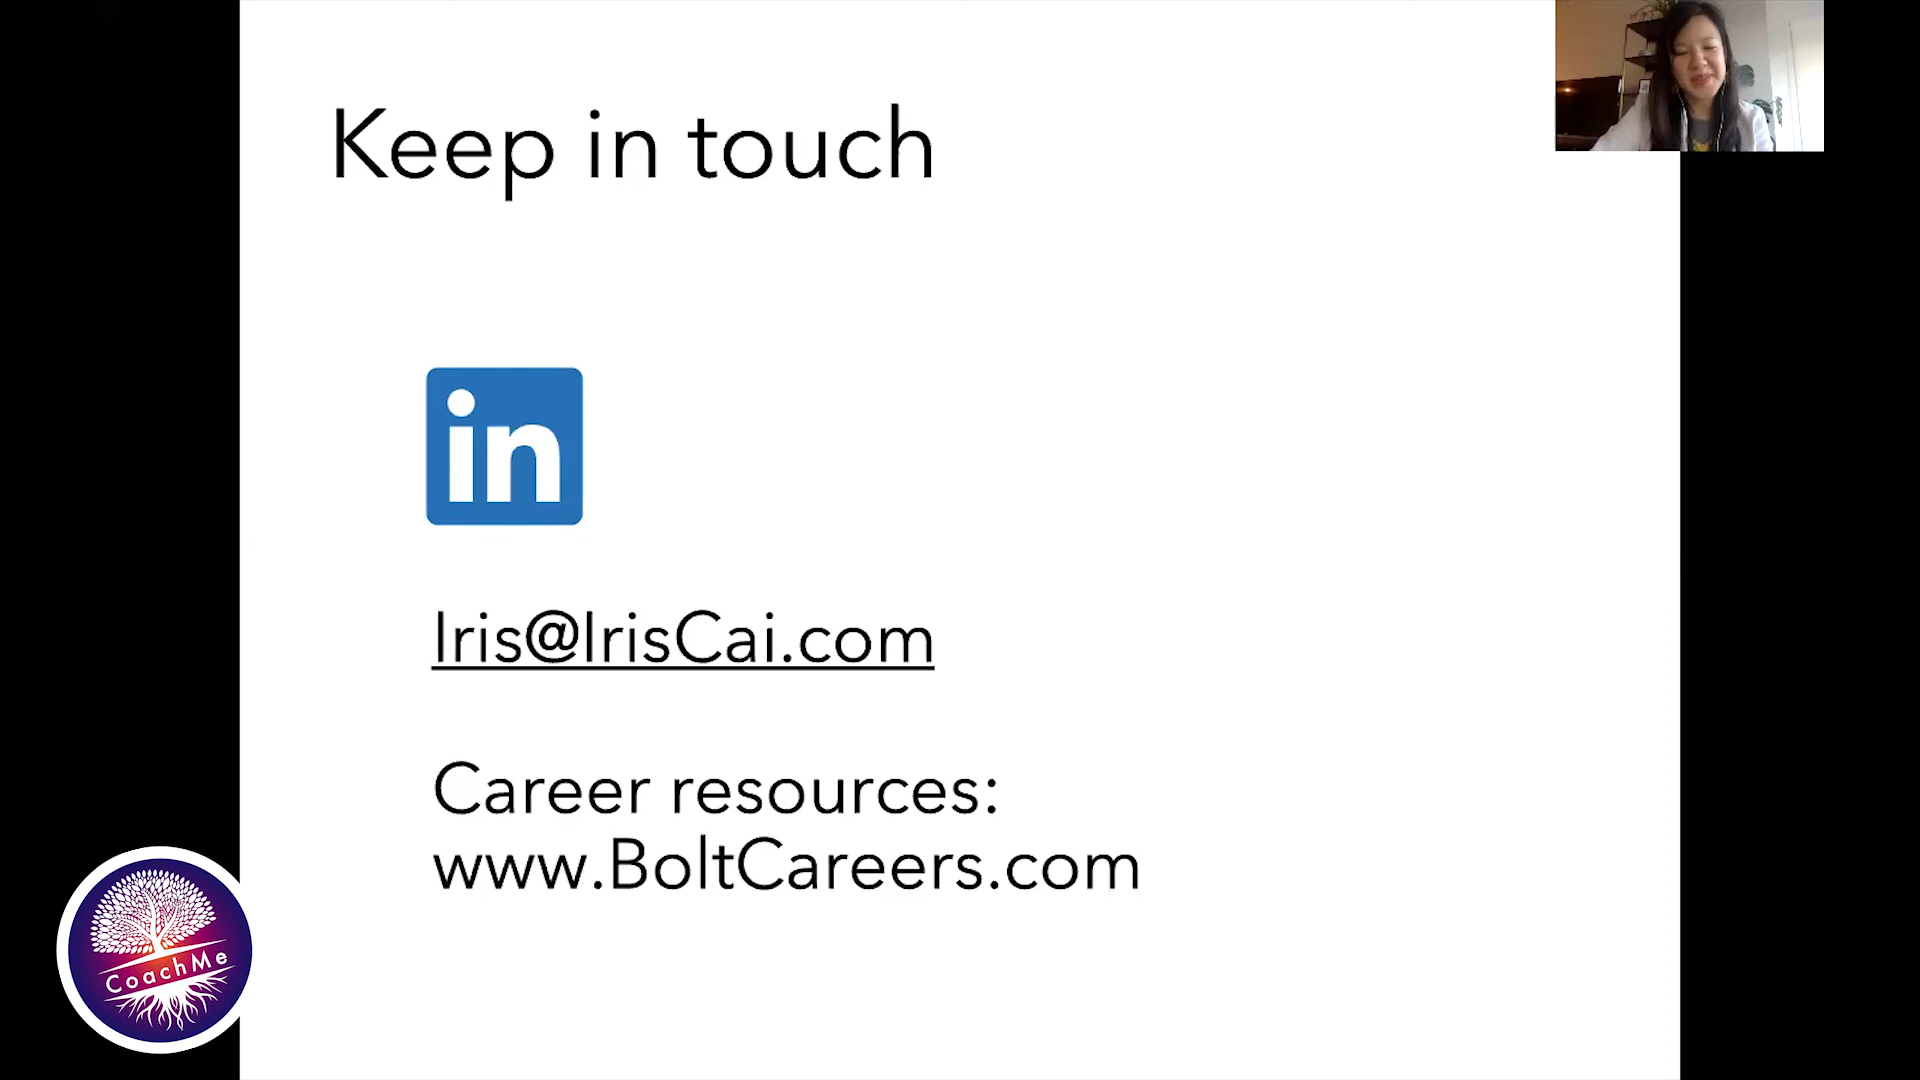 Keep in touch
in
Iris@IrisCai.com
Career resources:
www.BoltCareers.com
CoachMe